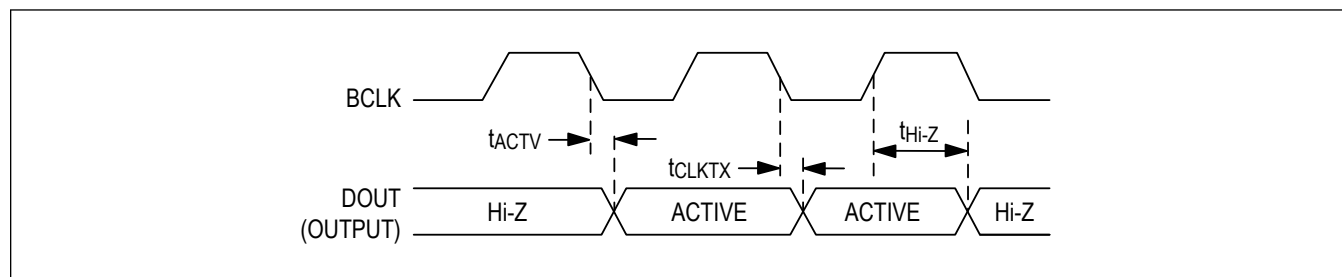 BCLK
tACTV
tHi-Z
tCLKTX
DOUT
(OUTPUT)
Hi-Z
ACTIVE
ACTIVE
Hi-Z